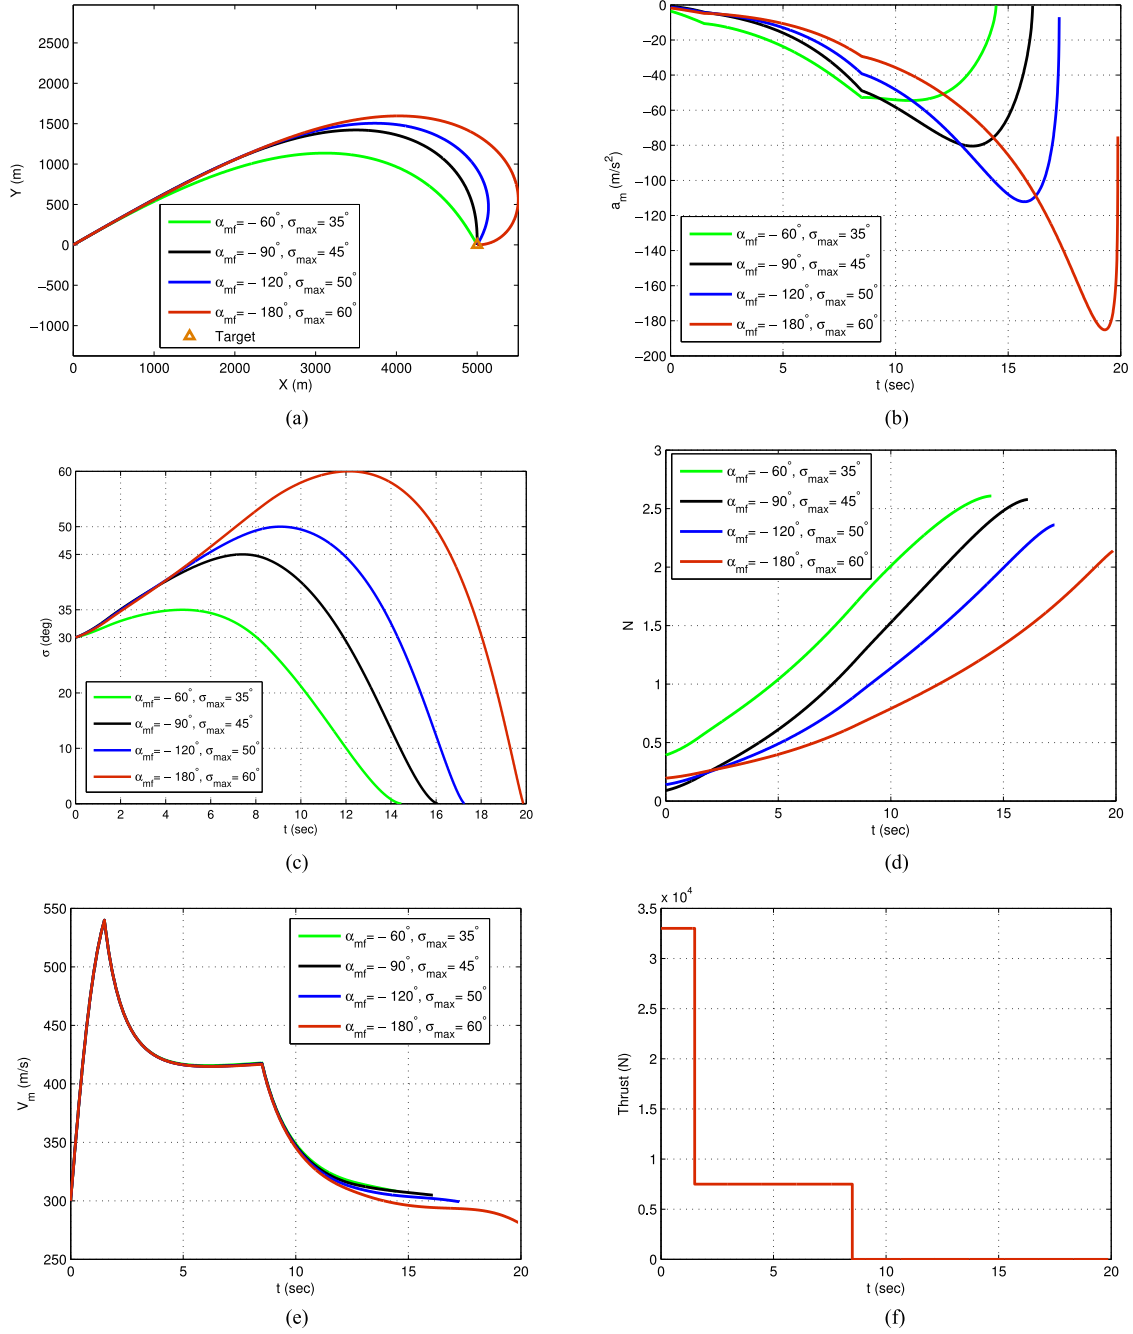 2500
2000
1500
1000
500
0
−500
−1000
Y (m)
0 1000 2000 3000 4000 5000
X (m)
α_mf = − 60°, σ_max = 35°
α_mf = − 90°, σ_max = 45°
α_mf = − 120°, σ_max = 50°
α_mf = − 180°, σ_max = 60°
Target
(a)
0
−20
−40
−60
−80
−100
−120
−140
−160
−180
−200
a_m (m/s²)
0 5 10 15 20
t (sec)
α_mf = − 60°, σ_max = 35°
α_mf = − 90°, σ_max = 45°
α_mf = − 120°, σ_max = 50°
α_mf = − 180°, σ_max = 60°
(b)
60
50
45
35
30
20
10
0
σ (deg)
0 2 4 6 8 10 12 14 16 18 20
t (sec)
α_mf = − 60°, σ_max = 35°
α_mf = − 90°, σ_max = 45°
α_mf = − 120°, σ_max = 50°
α_mf = − 180°, σ_max = 60°
(c)
3
2.5
2
1.5
1
0.5
0
N
0 5 10 15 20
t (sec)
α_mf = − 60°, σ_max = 35°
α_mf = − 90°, σ_max = 45°
α_mf = − 120°, σ_max = 50°
α_mf = − 180°, σ_max = 60°
(d)
550
500
450
400
350
300
250
V_m (m/s)
0 5 10 15 20
t (sec)
α_mf = − 60°, σ_max = 35°
α_mf = − 90°, σ_max = 45°
α_mf = − 120°, σ_max = 50°
α_mf = − 180°, σ_max = 60°
(e)
x 10⁴
3.5
3
2.5
2
1.5
1
0.5
0
Thrust (N)
0 5 10 15 20
t (sec)
(f)